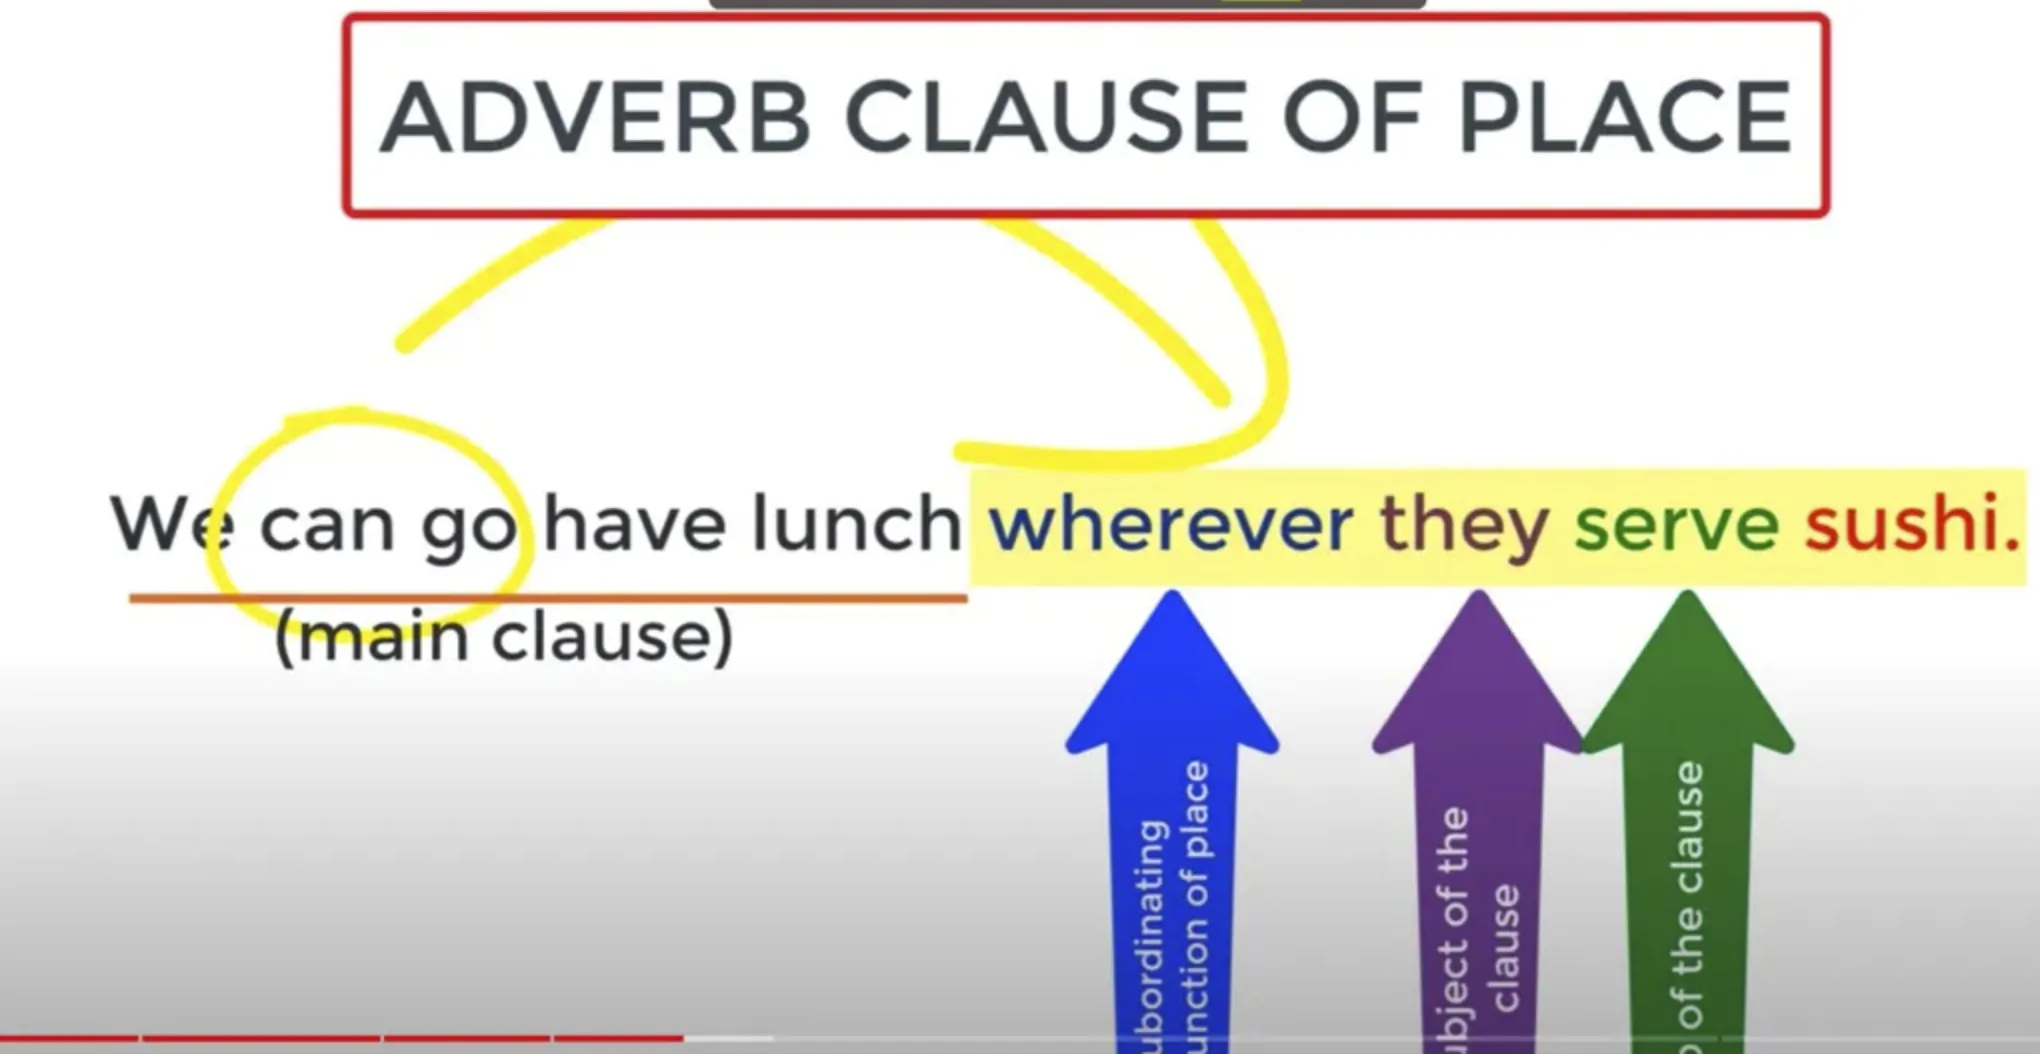 ADVERB CLAUSE OF PLACE
We can go have lunch wherever they serve sushi.
(main clause)
ubordinating
unction of place
ubject of the
clause
of the clause